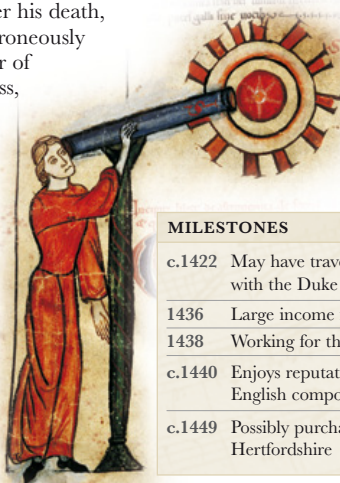 er his death,
roneously
r of
ss,
MILESTONES
c.1422 May have trave
with the Duke
1436 Large income
1438 Working for th
c.1440 Enjoys reputat
English compo
c.1449 Possibly purcha
Hertfordshire